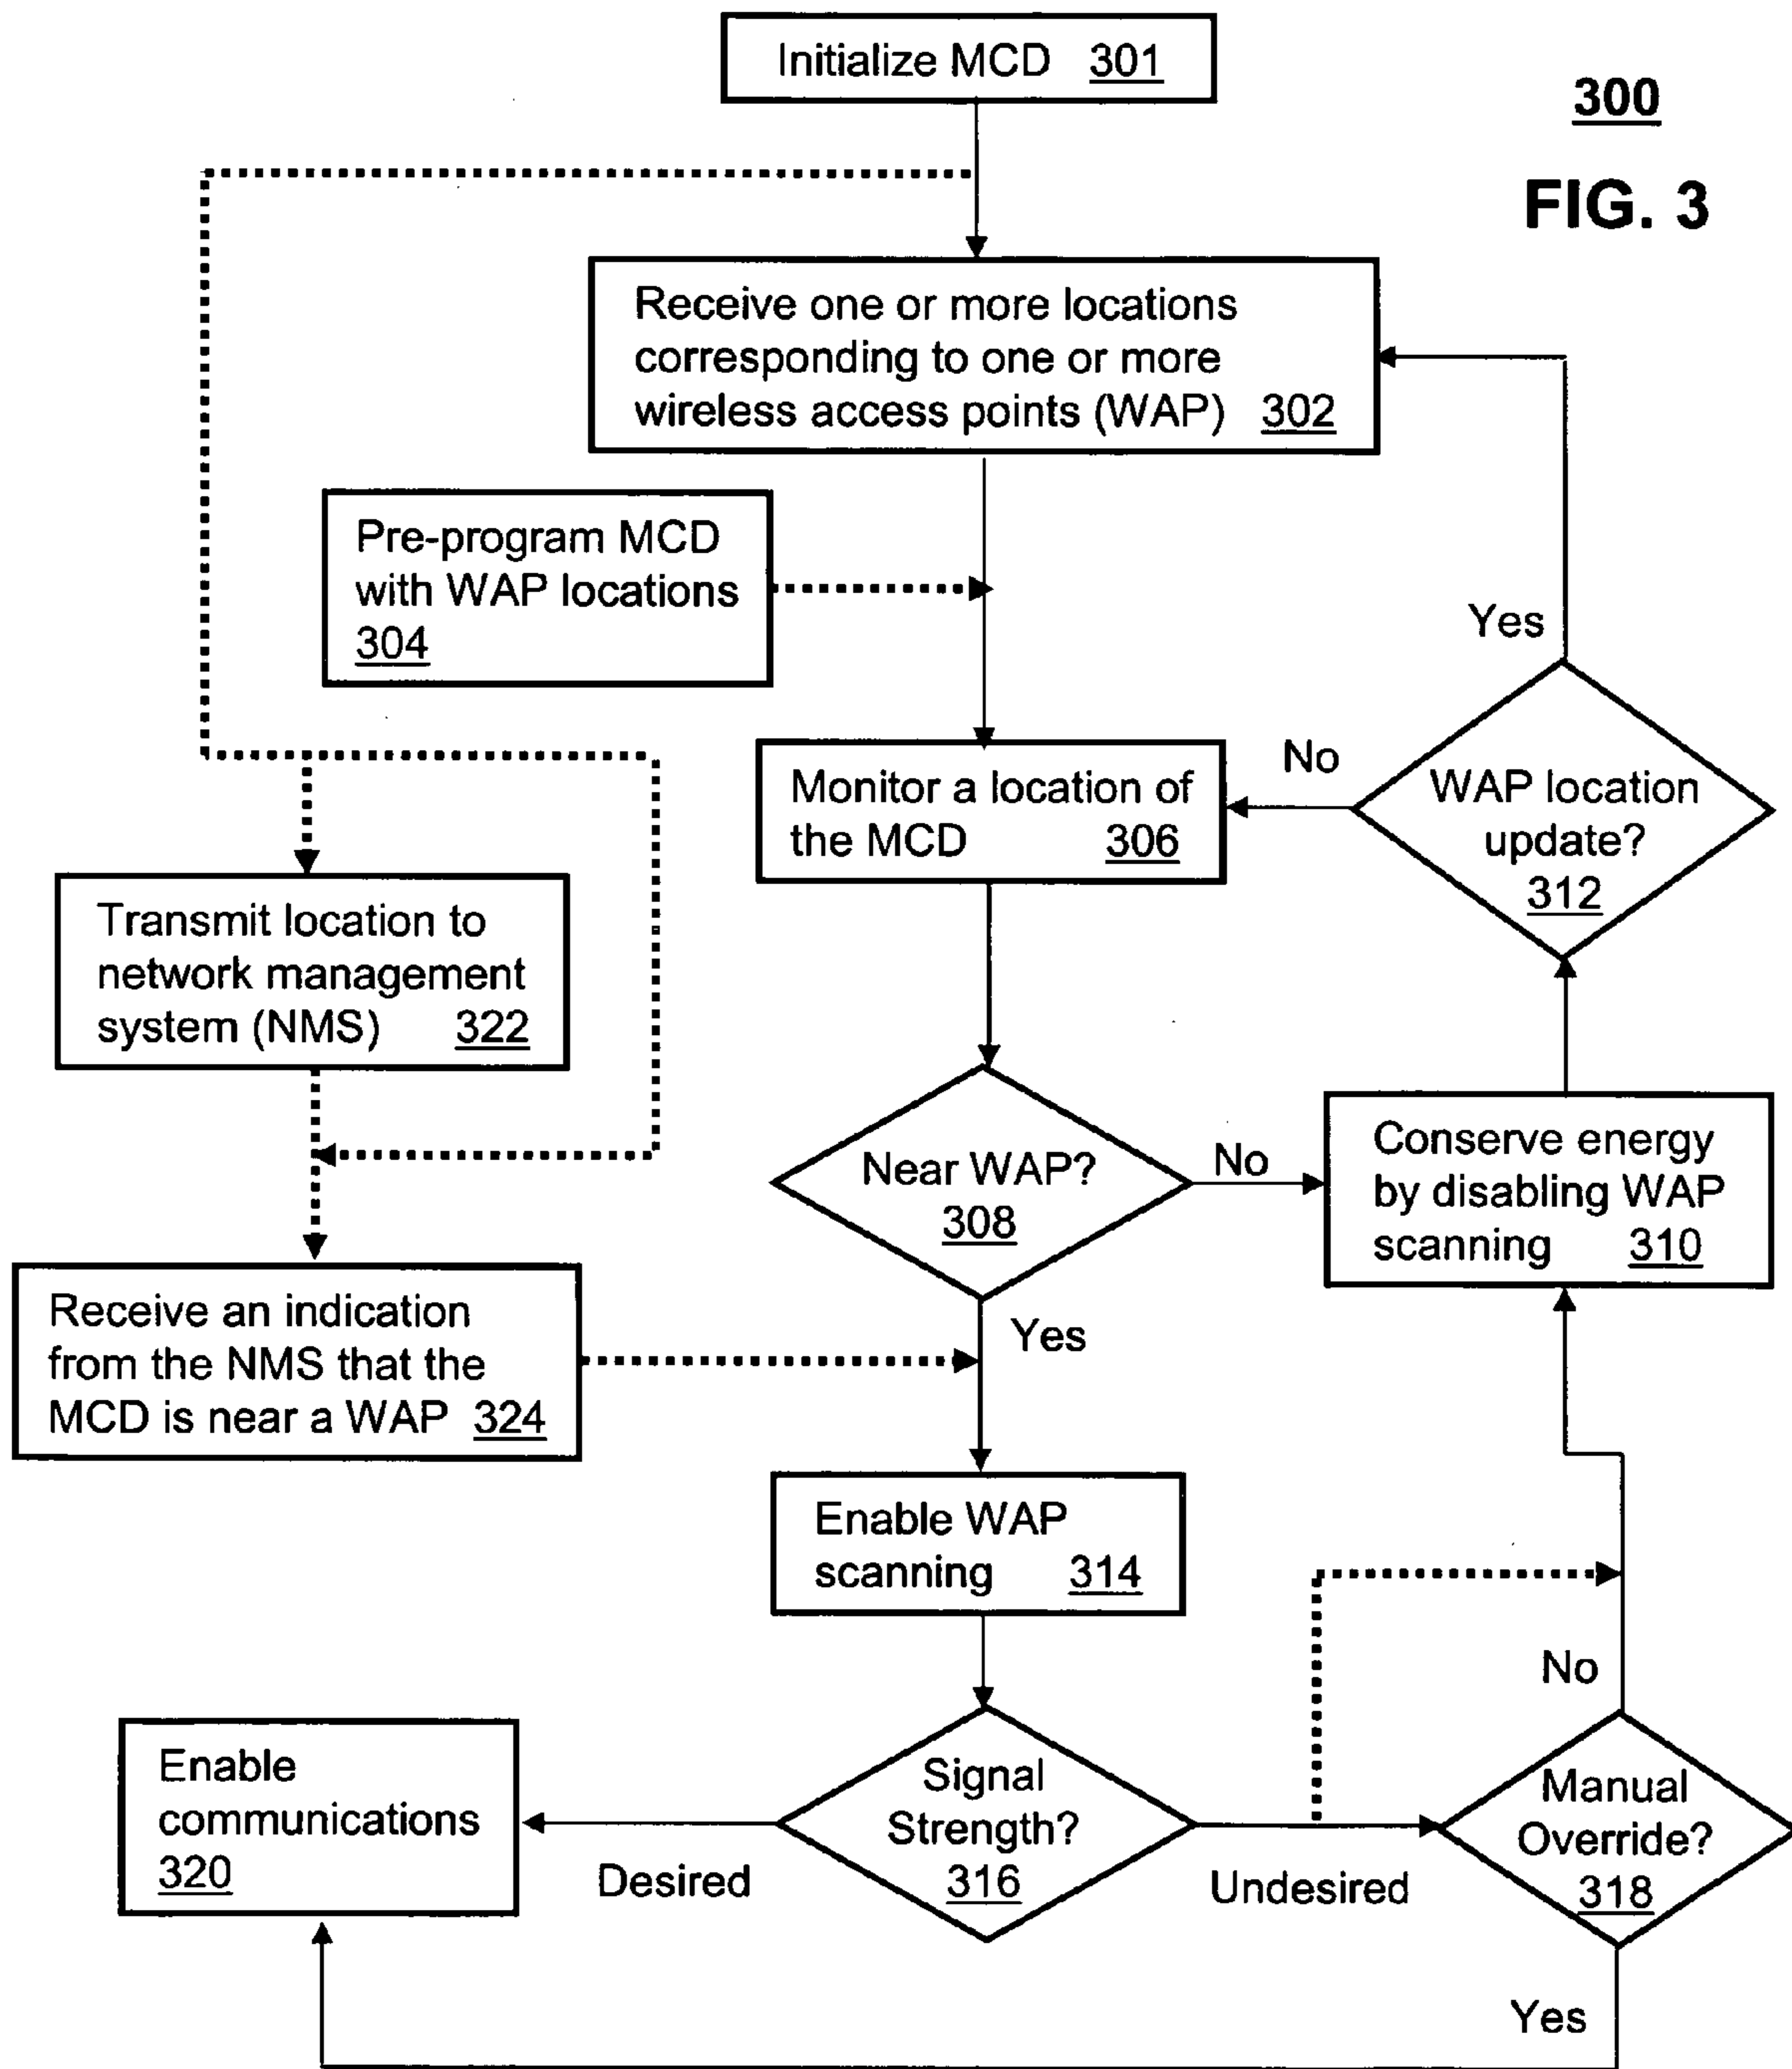 Initialize MCD 301
300
FIG. 3
Receive one or more locations
corresponding to one or more
wireless access points (WAP) 302
Pre-program MCD
with WAP locations
304
Yes
No
Monitor a location of
the MCD 306
WAP location
update?
312
Transmit location to
network management
system (NMS) 322
Near WAP?
308
No
Conserve energy
by disabling WAP
scanning 310
Receive an indication
from the NMS that the
MCD is near a WAP 324
Yes
Enable WAP
scanning 314
No
Enable
communications
320
Desired
Signal
Strength?
316
Undesired
Manual
Override?
318
Yes